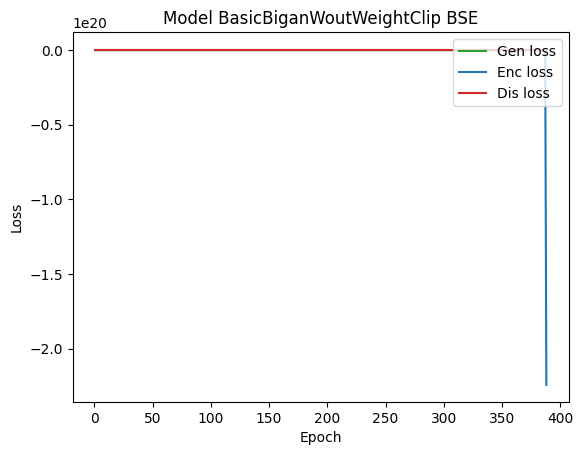 Model BasicBiganWoutWeightClip BSE
1e20
0.0
−0.5
−1.0
−1.5
−2.0
Loss
Gen loss
Enc loss
Dis loss
0 50 100 150 200 250 300 350 400
Epoch